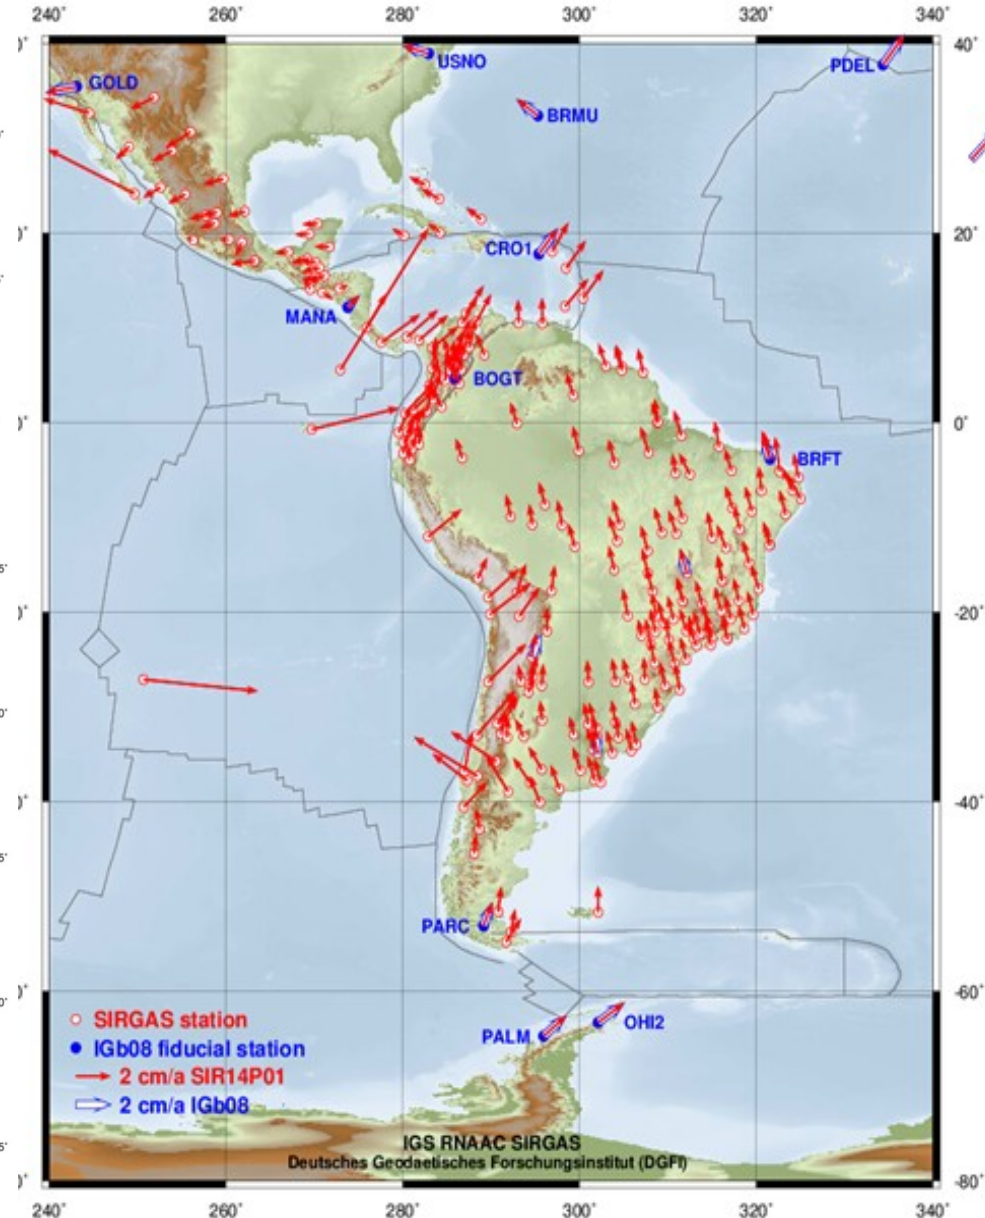 240° 260° 280° 300° 320° 340°
40°
USNO
PDEL
GOLD
BRMU
20°
CRO1
MANA
BOGT
0°
BRFT
-20°
-40°
PARC
-60°
SIRGAS station
PALM
OHI2
IGb08 fiducial station
2 cm/a SIR14P01
2 cm/a IGb08
IGS RNAAC SIRGAS
Deutsches Geodaetisches Forschungsinstitut (DGFI)
-80°
240° 260° 280° 300° 320° 340°